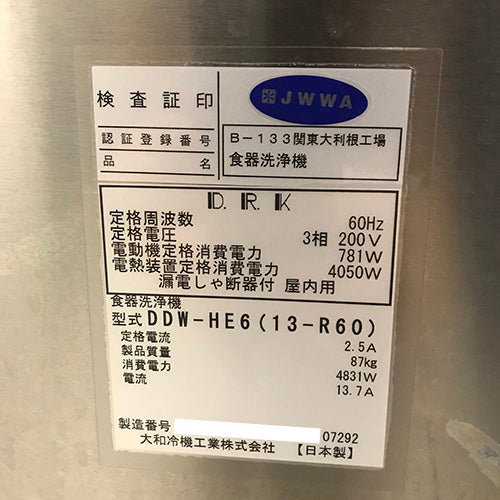 検査証印
JWWA
認証登録番号 B-133関東大利根工場
品名 食器洗浄機
D.R.K
定格周波数 60Hz
定格電圧 3相 200V
電動機定格消費電力 781W
電熱装置定格消費電力 4050W
漏電しゃ断器付 屋内用
食器洗浄機
型式 DDW-HE6(13-R60)
定格電流 2.5A
製品質量 87kg
消費電力 4831W
電流 13.7A
製造番号 07292
大和冷機工業株式会社 【日本製】